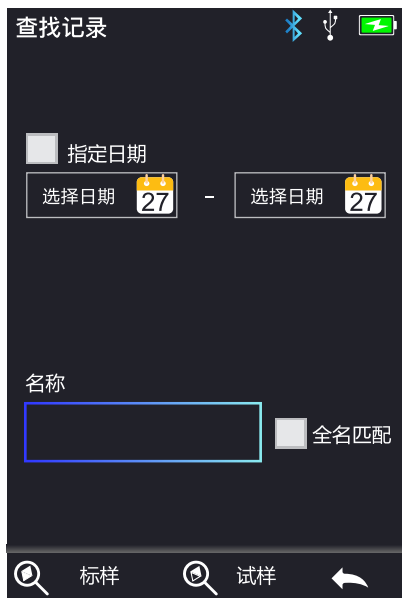 查找记录
指定日期
选择日期 27 - 选择日期 27
名称
全名匹配
标样 试样